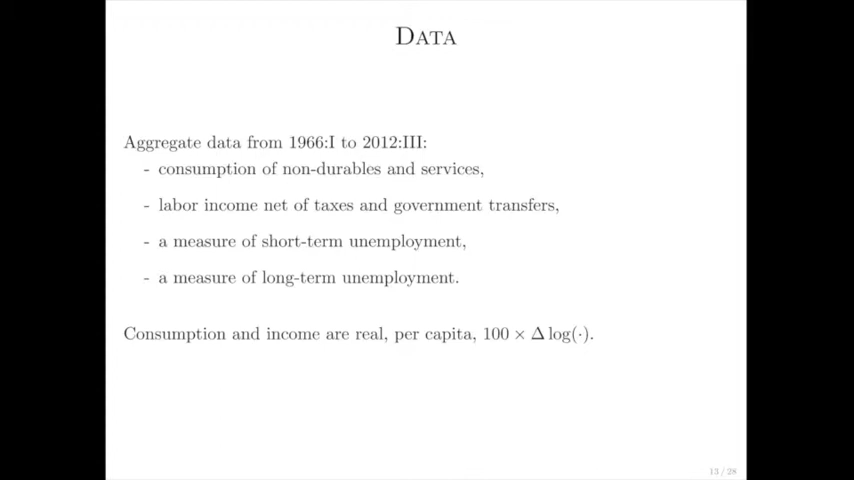 Data
Aggregate data from 1966:I to 2012:III:
- consumption of non-durables and services,
- labor income net of taxes and government transfers,
- a measure of short-term unemployment,
- a measure of long-term unemployment.
Consumption and income are real, per capita, 100 × Δ log(·).
13 / 28